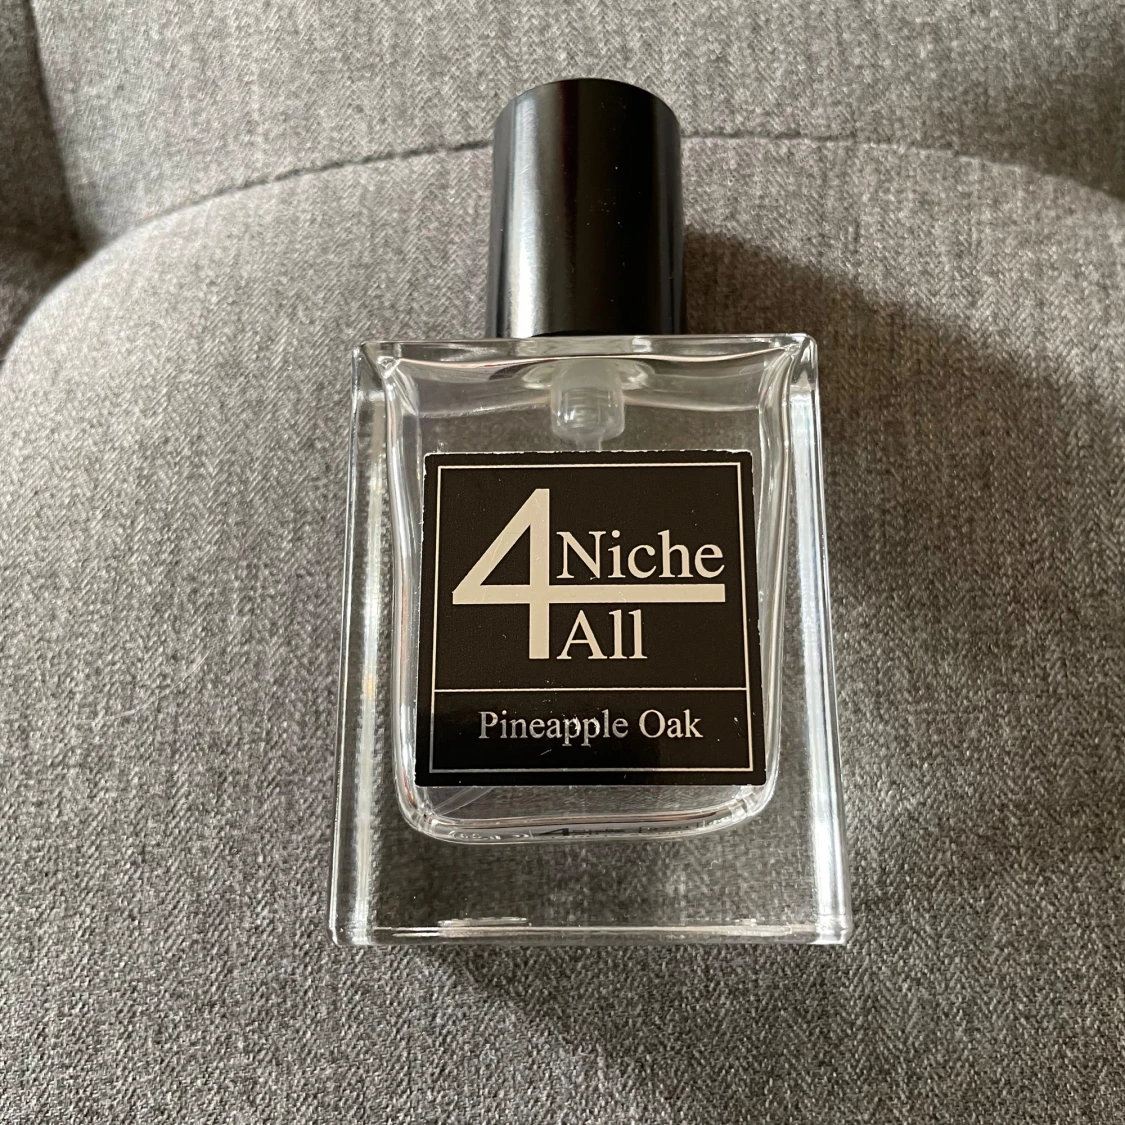 4 Niche
All
Pineapple Oak